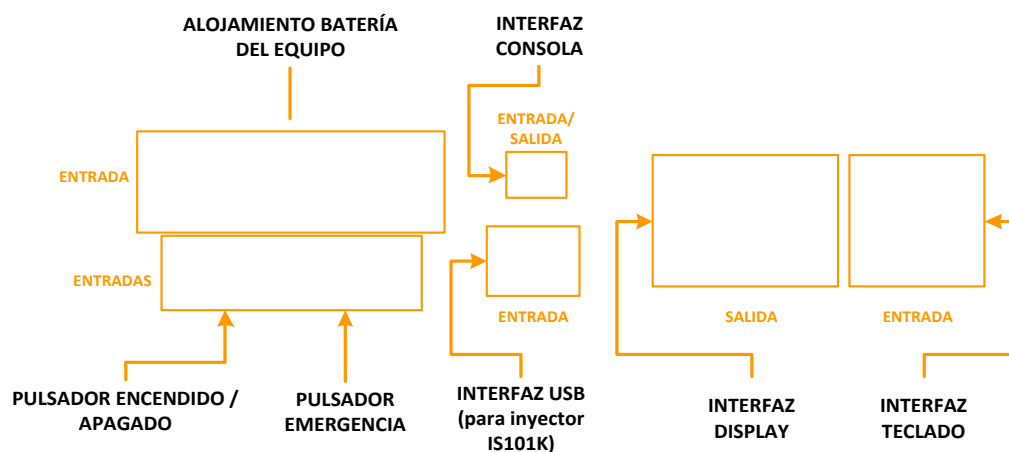 ALOJAMIENTO BATERÍA
DEL EQUIPO
INTERFAZ
CONSOLA
ENTRADA/
SALIDA
ENTRADA
ENTRADAS
ENTRADA
SALIDA
ENTRADA
PULSADOR ENCENDIDO /
APAGADO
PULSADOR
EMERGENCIA
INTERFAZ USB
(para inyector
IS101K)
INTERFAZ
DISPLAY
INTERFAZ
TECLADO